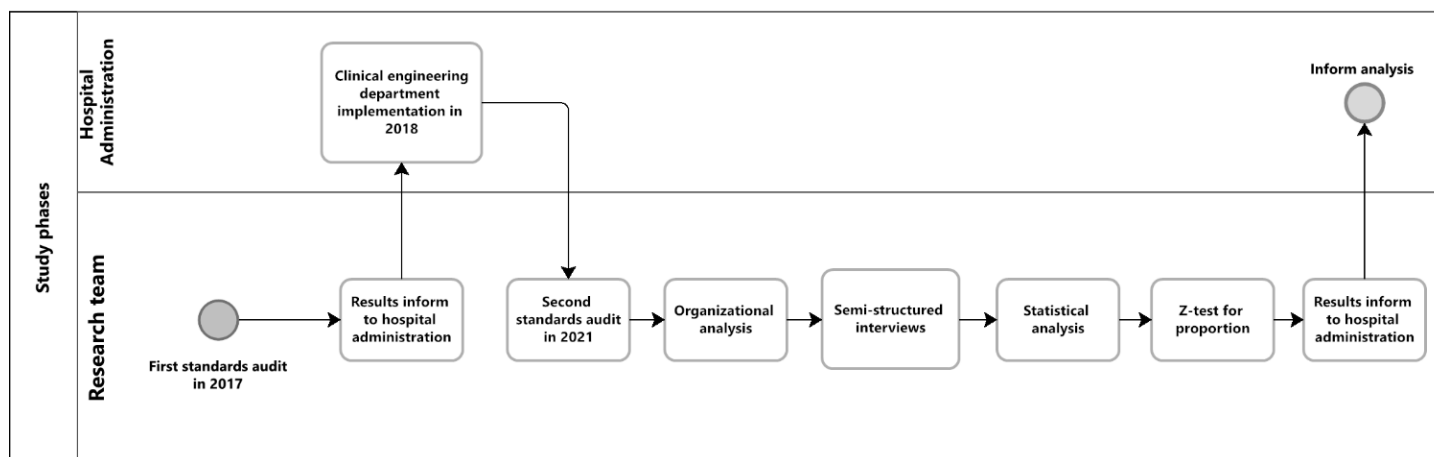 Study phases
Hospital
Administration
Clinical engineering
department
implementation in
2018
Inform analysis
Research team
First standards audit
in 2017
Results inform
to hospital
administration
Second
standards audit
in 2021
Organizational
analysis
Semi-structured
interviews
Statistical
analysis
Z-test for
proportion
Results inform
to hospital
administration